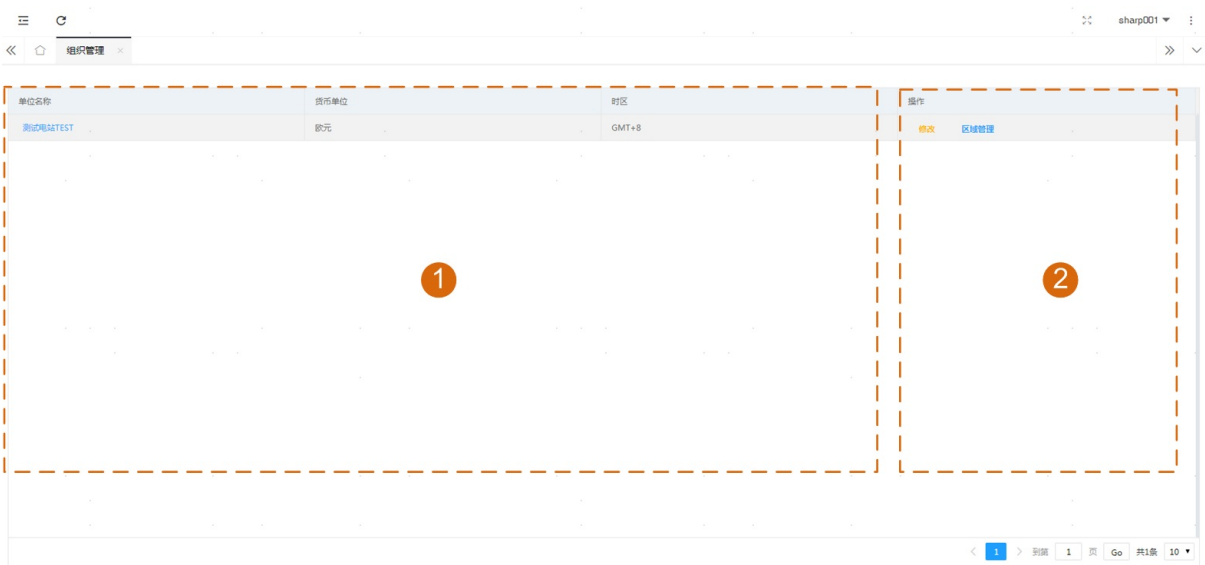 sharp001
组织管理
单位名称 货币单位 时区 操作
测试电站TEST 欧元 GMT+8 修改 区域管理
1 2
1 到第 1 页 Go 共1条 10